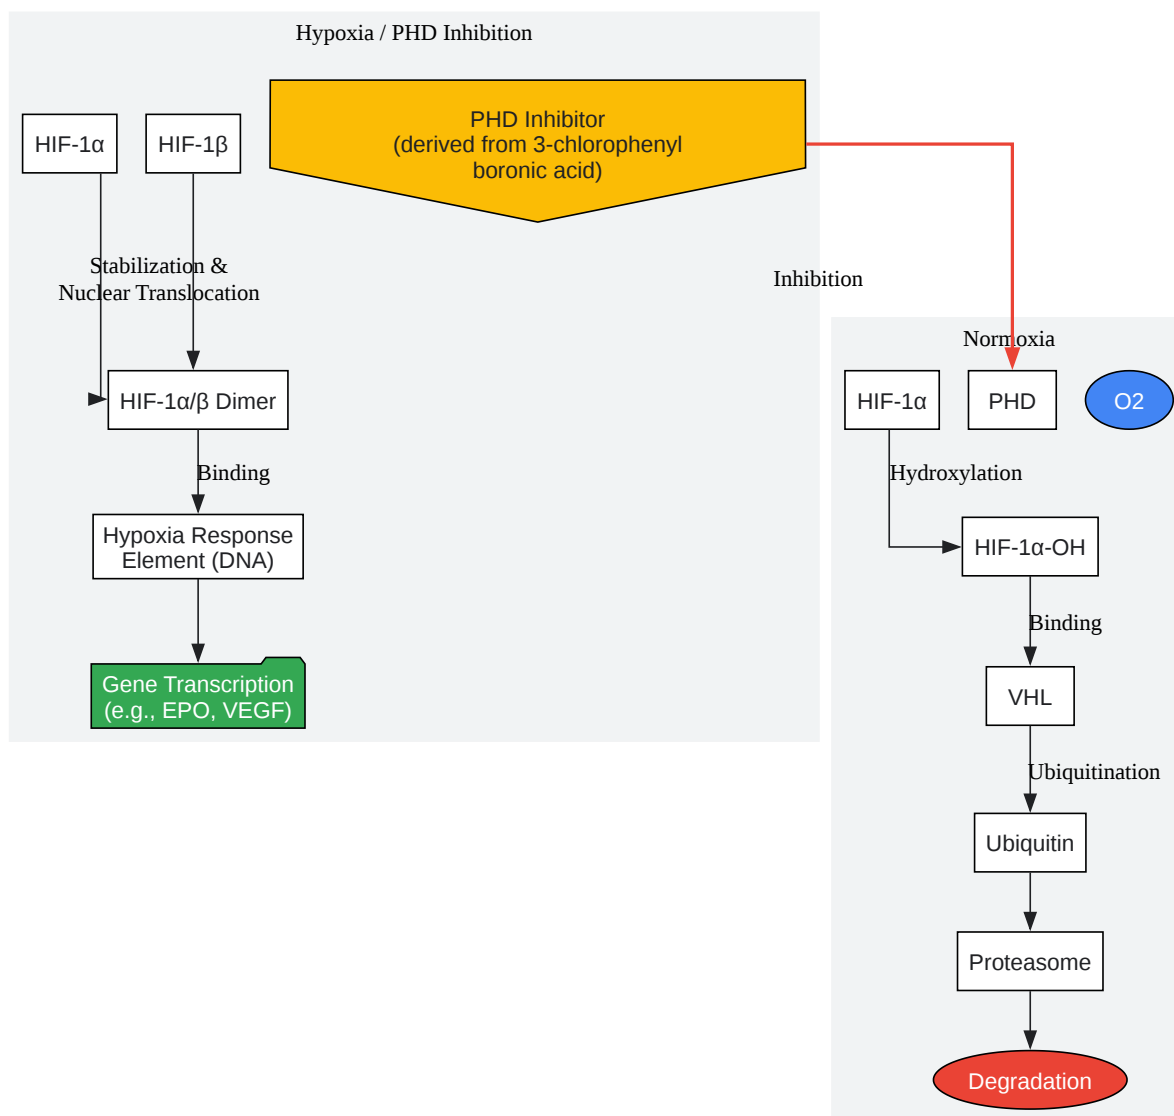 Hypoxia / PHD Inhibition
HIF-1α
HIF-1β
PHD Inhibitor
(derived from 3-chlorophenyl
boronic acid)
Stabilization &
Nuclear Translocation
Inhibition
HIF-1α/β Dimer
Binding
Hypoxia Response
Element (DNA)
Gene Transcription
(e.g., EPO, VEGF)
Normoxia
HIF-1α
PHD
O2
Hydroxylation
HIF-1α-OH
Binding
VHL
Ubiquitination
Ubiquitin
Proteasome
Degradation